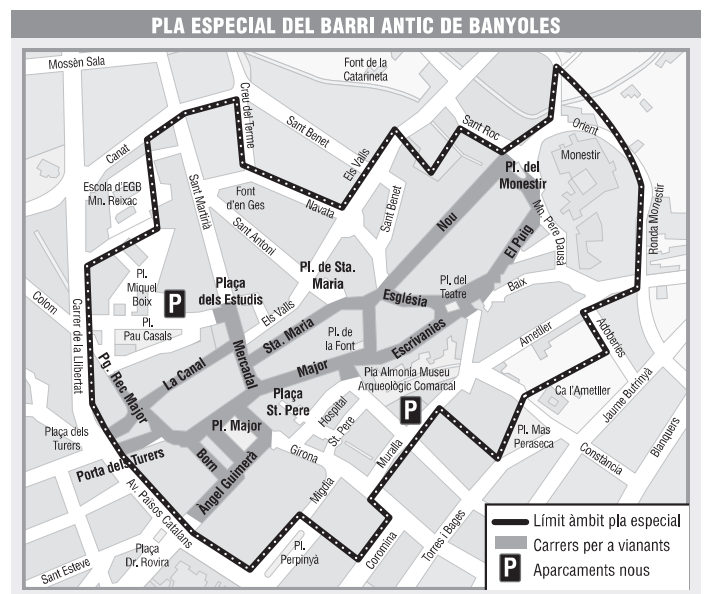 PLA ESPECIAL DEL BARRI ANTIC DE BANYOLES
Mossèn Sala
Font de la
Catarineta
Creu del Terme
Sant Benet
Sant Roc
Orient
Canat
Els Valls
Monestir
Pl. del
Monestir
Escola d'EGB
Mn. Reixac
Sant Martirià
Font
d'en Ges
Navata
Sant Benet
Nou
Mn. Pere Dausà
Ronda Monestir
Sant Antoni
El Puig
Pl. de Sta.
Maria
Pl.
Miquel
Boix
P
Plaça
dels Estudis
Església
Pl. del
Teatre
Baix
Colom
Carrer de la Llibertat
Pl.
Pau Casals
Els Valls
Sta. Maria
Pl. de
la Font
Escrivanies
Ametller
Adoberies
Mercadal
La Canal
Major
Pg. Rec Major
Pia Almonia Museu
Arqueològic Comarcal
Plaça
St. Pere
Ca l'Ametller
Jaume Butrinyà
P
Plaça dels
Turers
Pl. Major
Hospital
St. Pere
Pl. Mas
Peraseca
Blanquers
Porta dels Turers
Born
Girona
Muralla
Constància
Àngel Guimerà
Migdia
Av. Països Catalans
Plaça
Dr. Rovira
Pl.
Perpinyà
Coromina
Torres i Bages
Sant Esteve
Límit àmbit pla especial
Carrers per a vianants
P Aparcaments nous